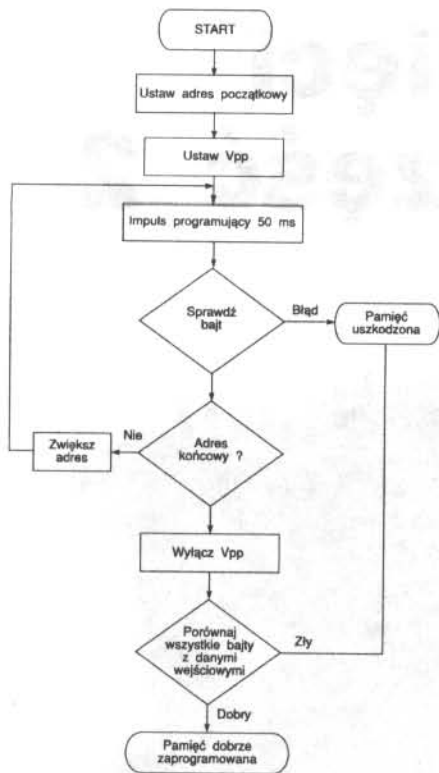 START
Ustaw adres początkowy
Ustaw Vpp
Impuls programujący 50 ms
Sprawdź
bajt
Błąd
Pamięć
uszkodzona
Zwiększ
adres
Nie
Adres
końcowy ?
Wyłącz Vpp
Porównaj
wszystkie bajty
z danymi
wejściowymi
Zły
Dobry
Pamięć dobrze
zaprogramowana